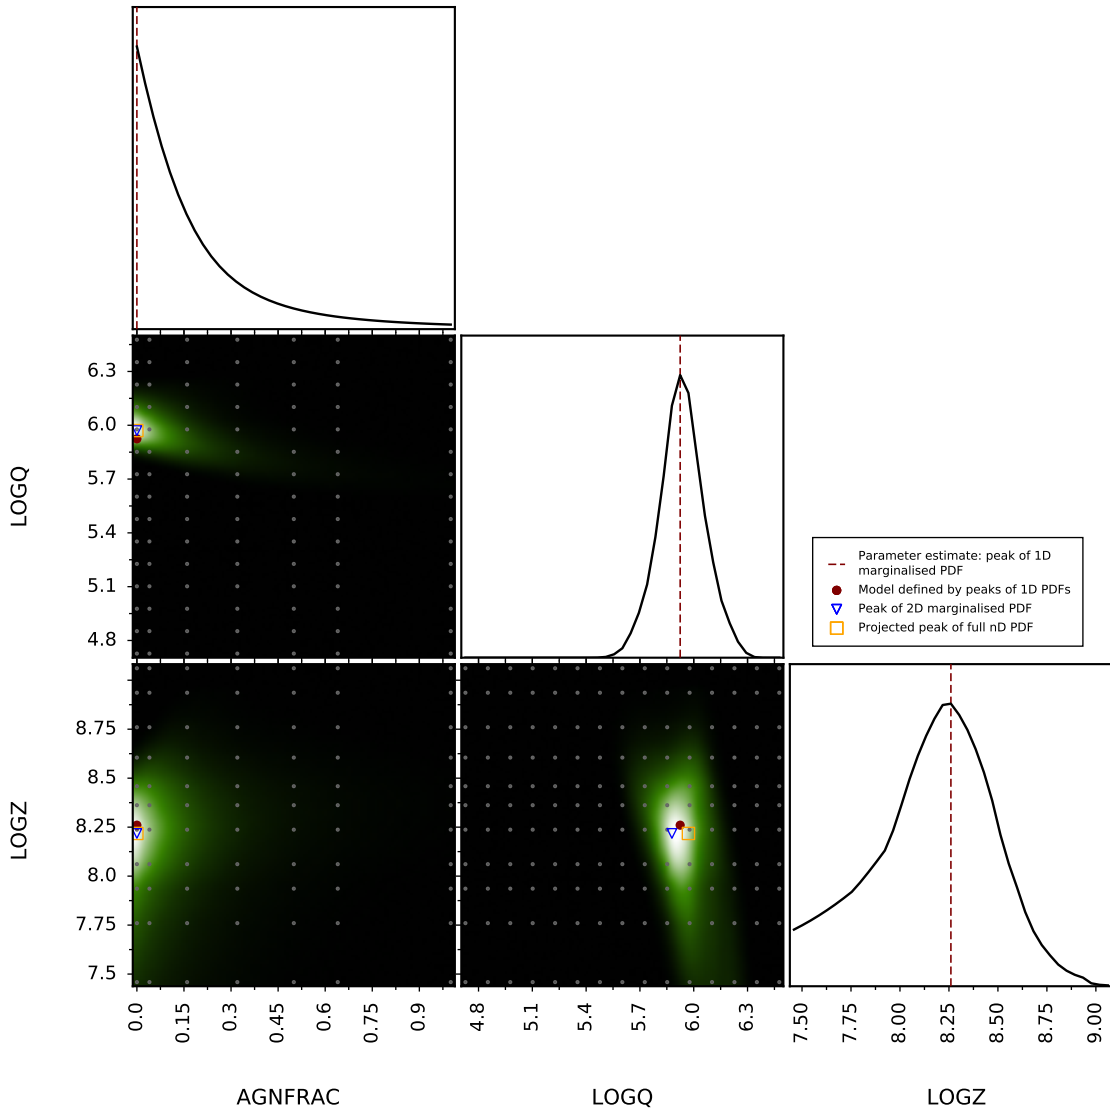 6.3
6.0
5.7
5.4
5.1
4.8
LOGQ
Parameter estimate: peak of 1D
marginalised PDF
Model defined by peaks of 1D PDFs
Peak of 2D marginalised PDF
Projected peak of full nD PDF
8.75
8.5
8.25
8.0
7.75
7.5
LOGZ
0.0 0.15 0.3 0.45 0.6 0.75 0.9
4.8 5.1 5.4 5.7 6.0 6.3
7.50 7.75 8.00 8.25 8.50 8.75 9.00
AGNFRAC LOGQ LOGZ